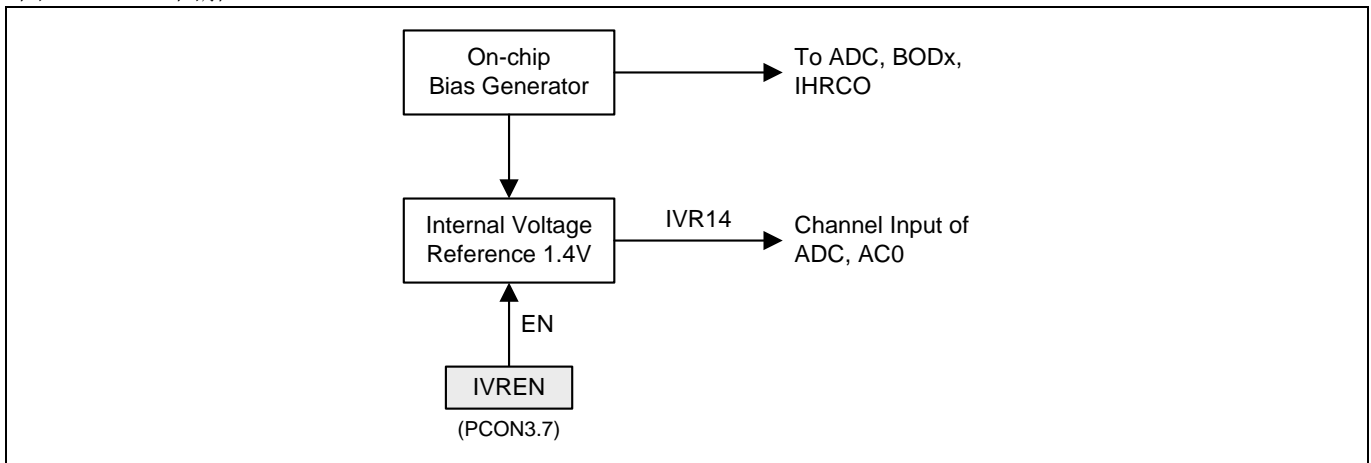 On-chip
Bias Generator
To ADC, BODx,
IHRCO
Internal Voltage
Reference 1.4V
IVR14
Channel Input of
ADC, AC0
EN
IVREN
(PCON3.7)